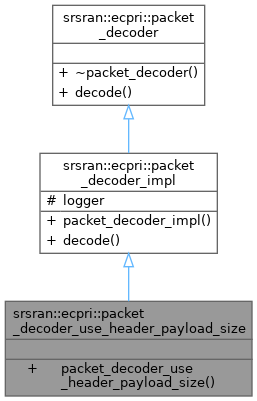 srsran::ecpri::packet
_decoder
+ ~packet_decoder()
+ decode()
srsran::ecpri::packet
_decoder_impl
# logger
+ packet_decoder_impl()
+ decode()
srsran::ecpri::packet
_decoder_use_header_payload_size
+ packet_decoder_use
_header_payload_size()